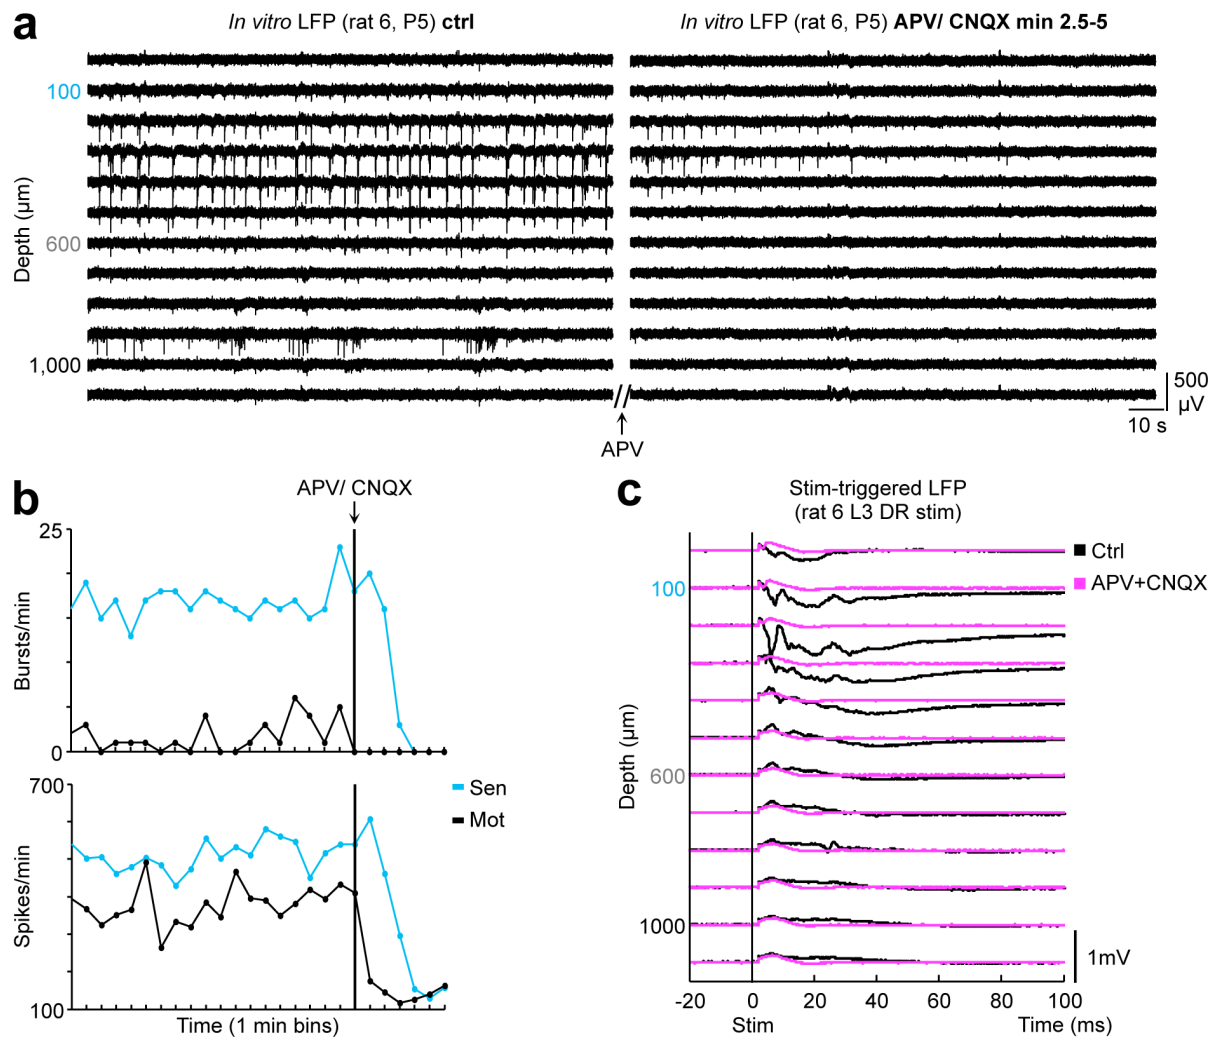 a
In vitro LFP (rat 6, P5) ctrl
In vitro LFP (rat 6, P5) APV/ CNQX min 2.5-5
100
600
1,000
Depth (µm)
APV
500
µV
10 s
b
APV/ CNQX
25
0
Bursts/min
700
100
Spikes/min
Sen
Mot
Time (1 min bins)
c
Stim-triggered LFP
(rat 6 L3 DR stim)
Ctrl
APV+CNQX
100
600
1000
Depth (µm)
1mV
-20 0 20 40 60 80 100
Stim
Time (ms)